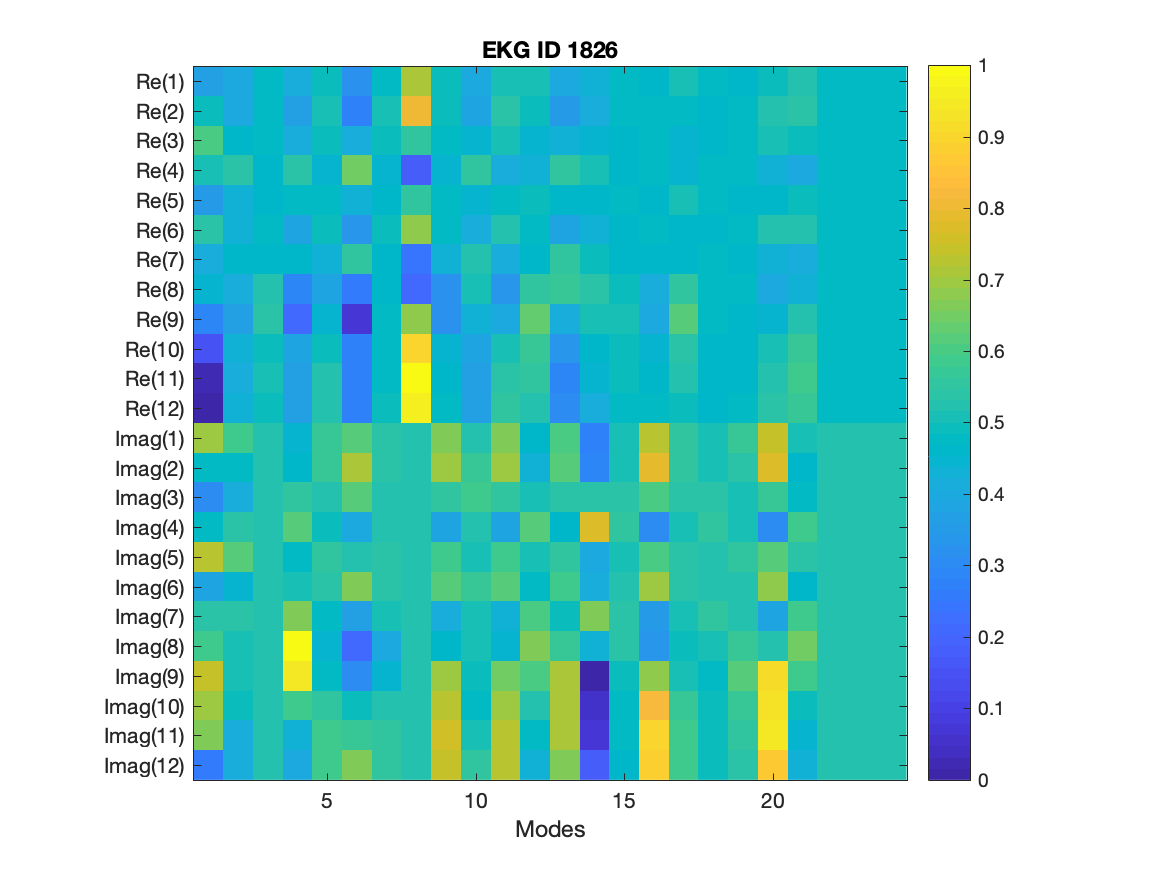 EKG ID 1826
Re(1)
Re(2)
Re(3)
Re(4)
Re(5)
Re(6)
Re(7)
Re(8)
Re(9)
Re(10)
Re(11)
Re(12)
Imag(1)
Imag(2)
Imag(3)
Imag(4)
Imag(5)
Imag(6)
Imag(7)
Imag(8)
Imag(9)
Imag(10)
Imag(11)
Imag(12)
5 10 15 20
Modes
1
0.9
0.8
0.7
0.6
0.5
0.4
0.3
0.2
0.1
0